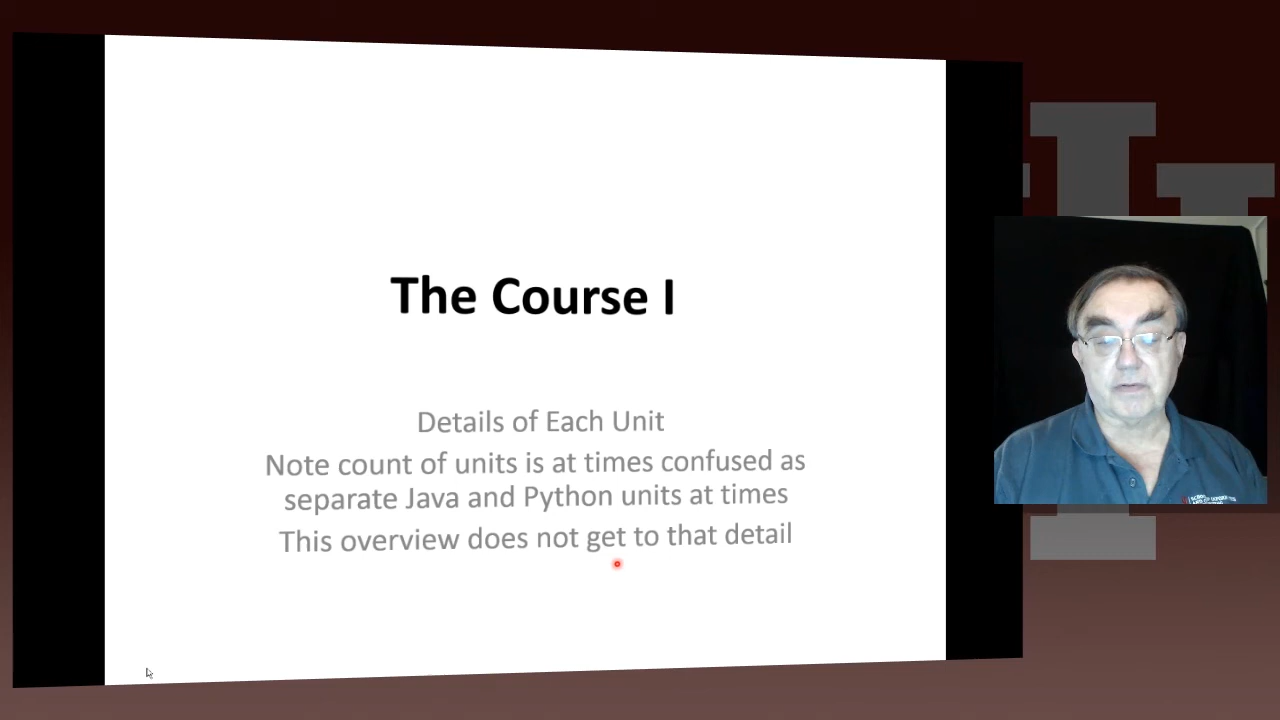 The Course I
Details of Each Unit
Note count of units is at times confused as
separate Java and Python units at times
This overview does not get to that detail